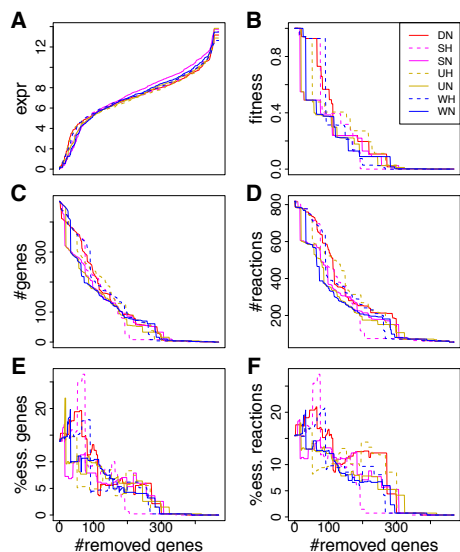 A
expr
0
4
8
12
B
fitness
0.0
0.4
0.8
DN
SH
SN
UH
UN
WH
WN
C
#genes
0
100
300
D
#reactions
200
400
600
800
E
%ess. genes
0
5
10
15
20
0
100
300
#removed genes
F
%ess. reactions
0
5
10
15
20
0
100
300
#removed genes